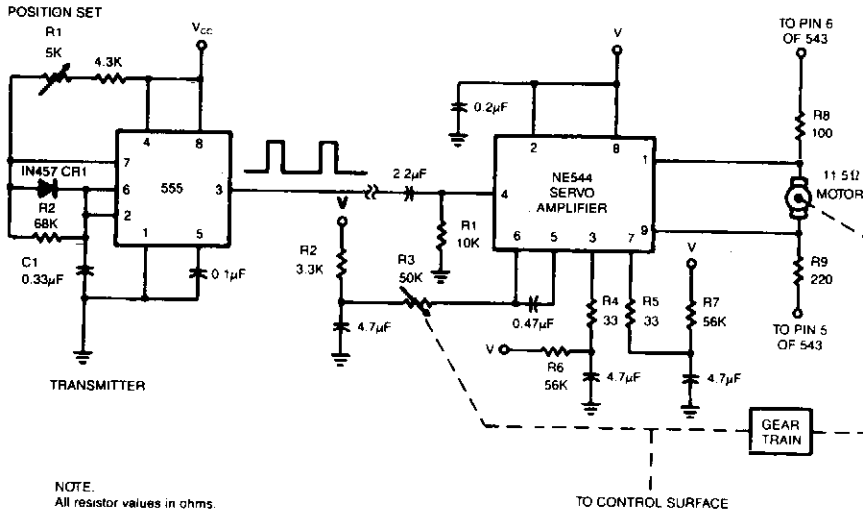 POSITION SET
R1
5K
4.3K
VCC
4
8
7
IN457 CR1
6
555
3
R2
68K
2
1
5
C1
0.33µF
0.1µF
TRANSMITTER
V
R2
3.3K
4.7µF
R3
50K
2 2µF
R1
10K
V
0.2µF
2
8
1
NE544
SERVO
AMPLIFIER
4
9
6
5
3
7
0.47µF
R4
33
R5
33
V
R7
56K
V
R6
56K
4.7µF
4.7µF
TO PIN 6
OF 543
R8
100
11 5Ω
MOTOR
R9
220
TO PIN 5
OF 543
GEAR
TRAIN
TO CONTROL SURFACE
NOTE.
All resistor values in ohms.